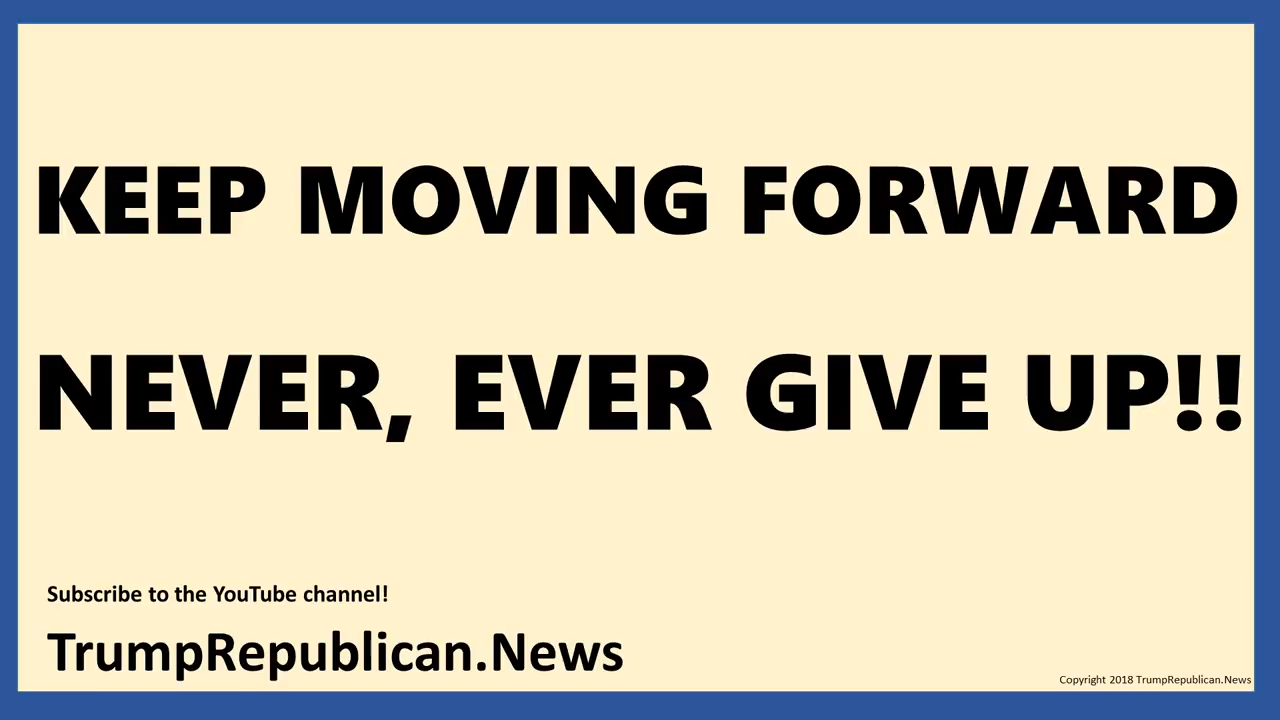 KEEP MOVING FORWARD
NEVER, EVER GIVE UP!!
Subscribe to the YouTube channel!
TrumpRepublican.News
Copyright 2018 TrumpRepublican.News